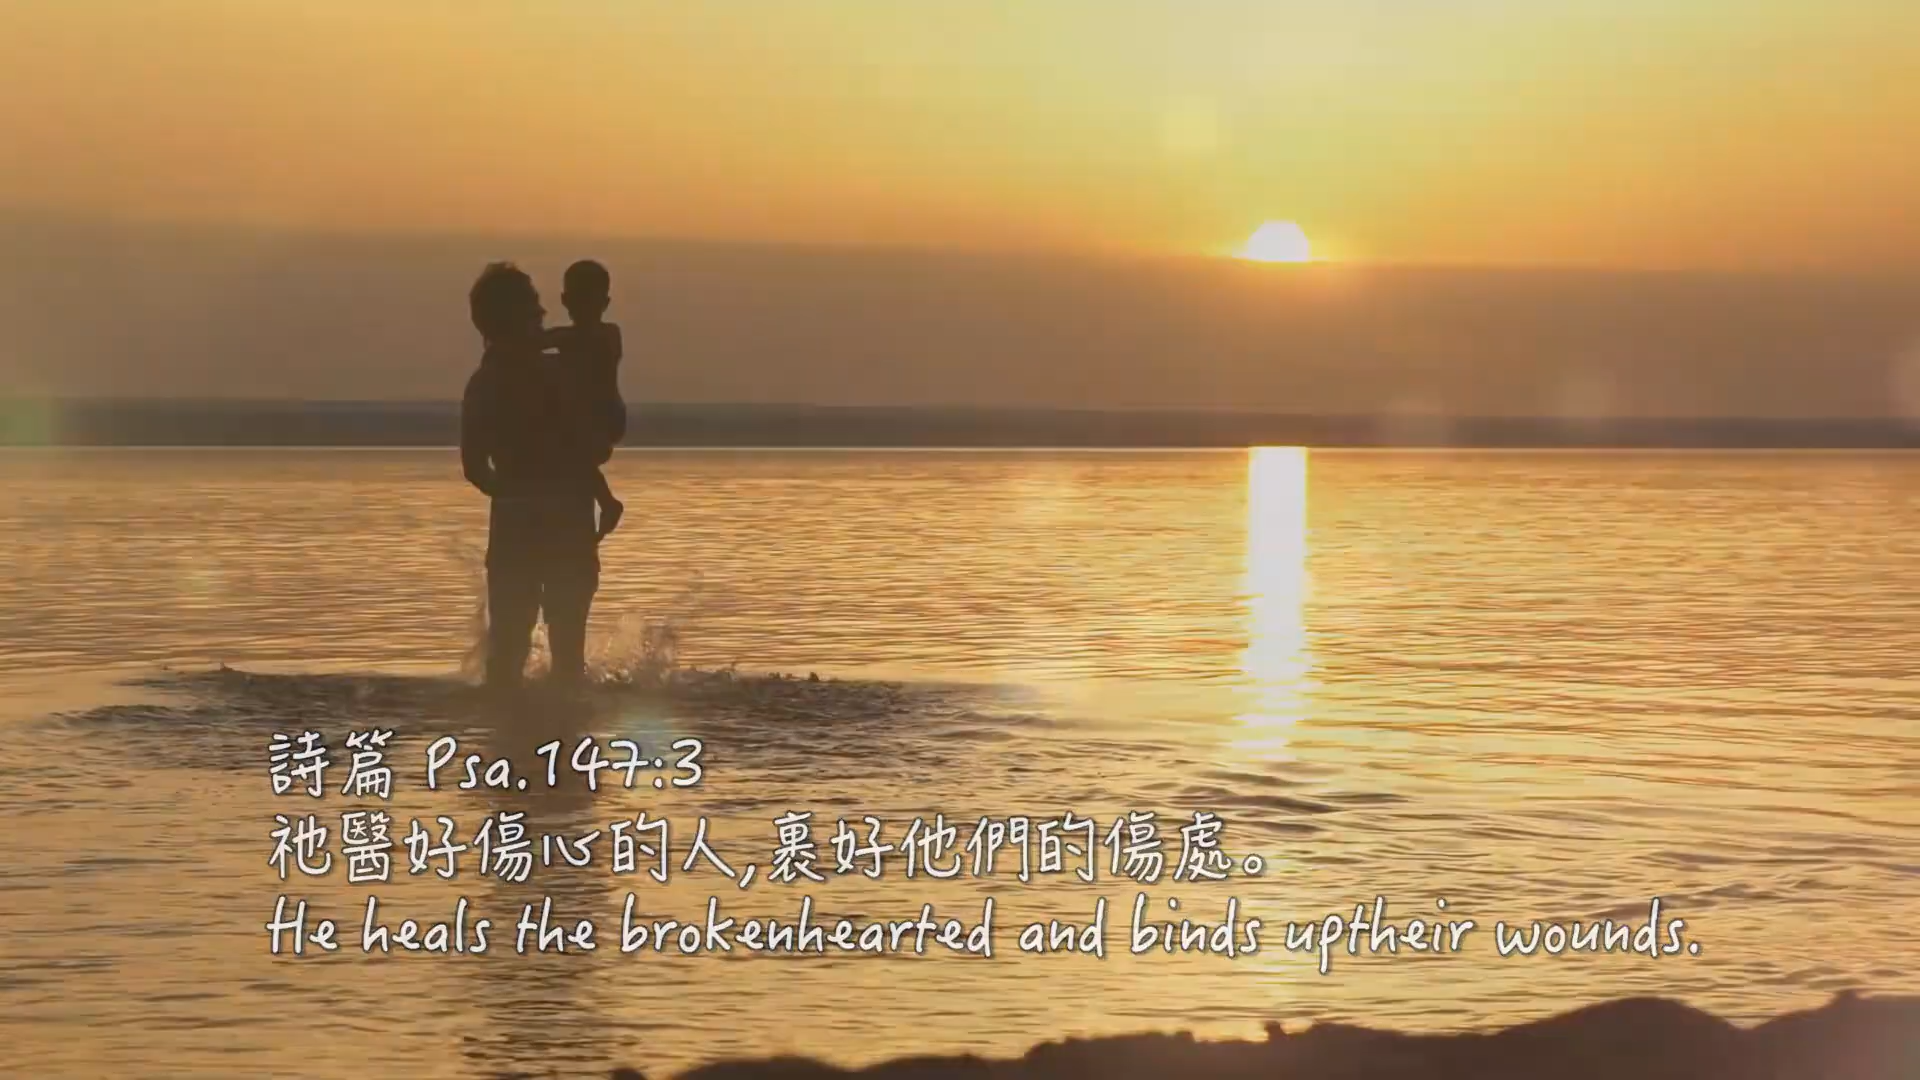 詩篇 Psa.147:3
祂醫好傷心的人,裹好他們的傷處。
He heals the brokenhearted and binds uptheir wounds.